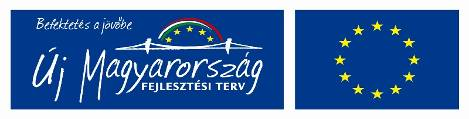 Befektetés a jövőbe
Új Magyarország
FEJLESZTÉSI TERV